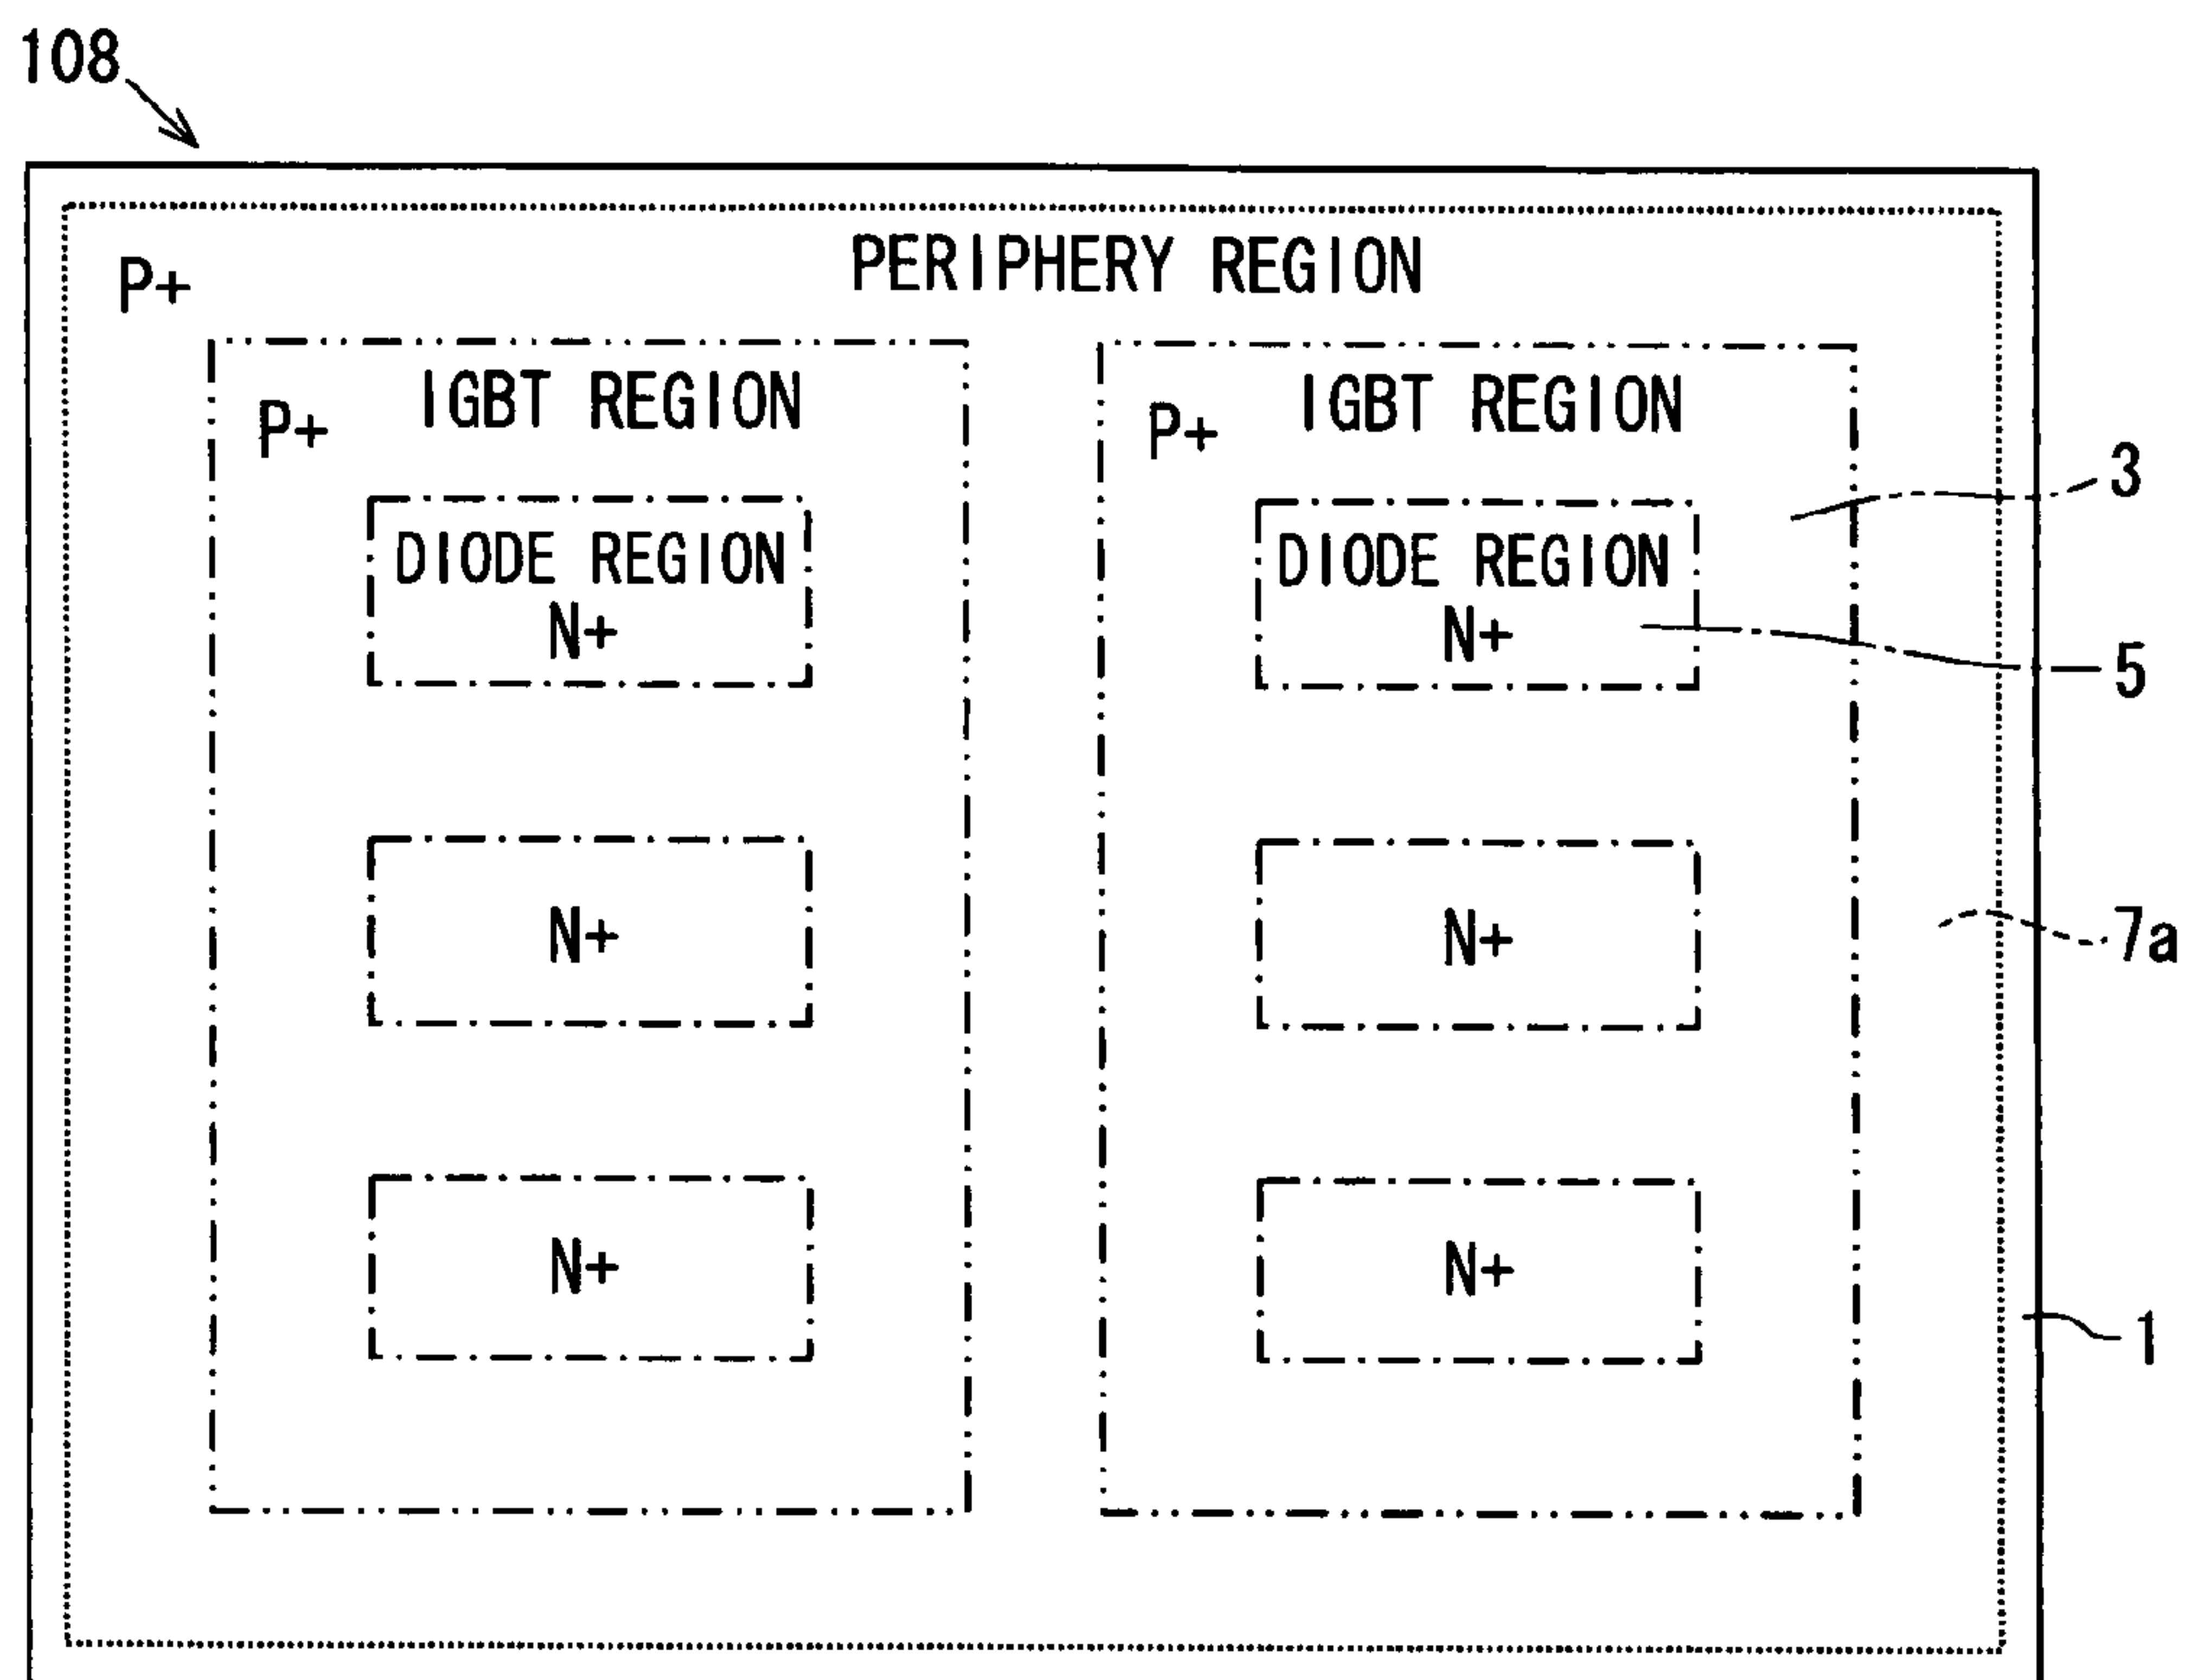 108
PERIPHERY REGION
P+
IGBT REGION
IGBT REGION
P+
P+
3
DIODE REGION
DIODE REGION
N+
N+
5
N+
N+
7a
N+
N+
1